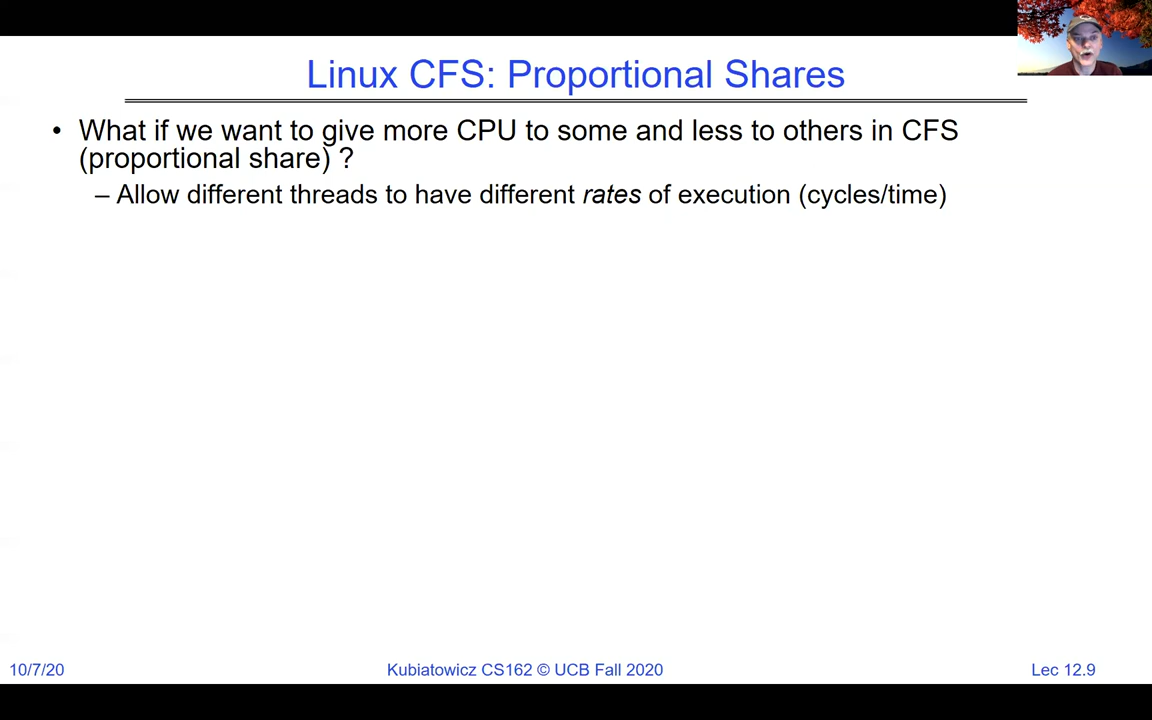 Linux CFS: Proportional Shares
• What if we want to give more CPU to some and less to others in CFS
(proportional share) ?
– Allow different threads to have different rates of execution (cycles/time)
10/7/20
Kubiatowicz CS162 © UCB Fall 2020
Lec 12.9